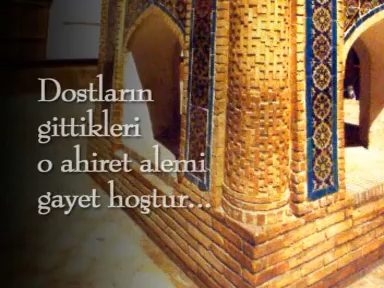 Dostların
gittikleri
o ahiret alemi
gayet hoştur...